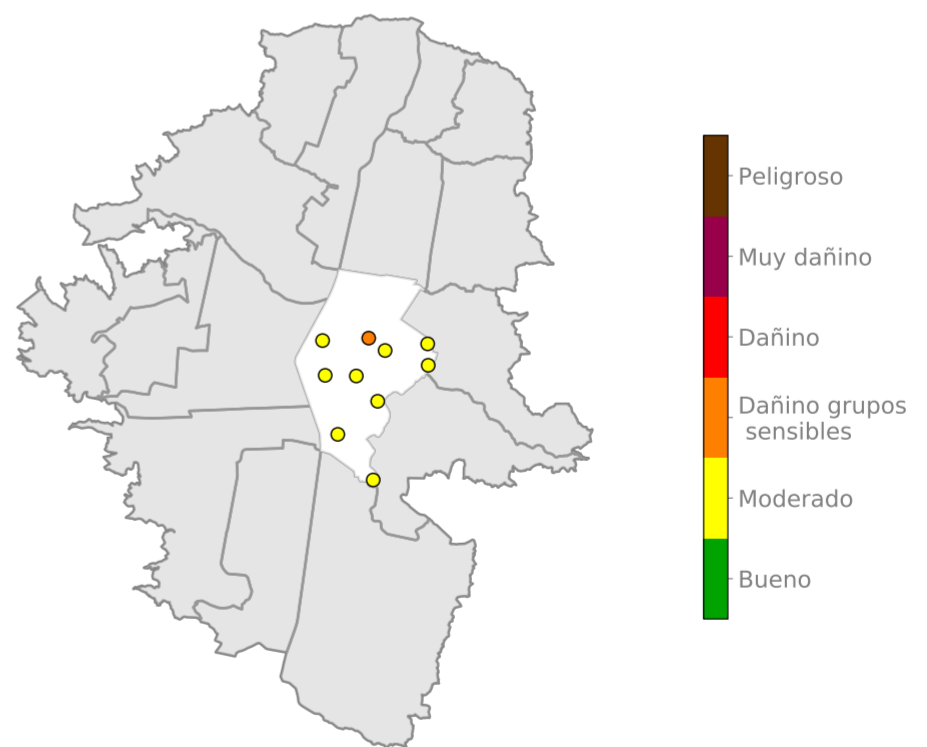 Peligroso
Muy dañino
Dañino
Dañino grupos
sensibles
Moderado
Bueno